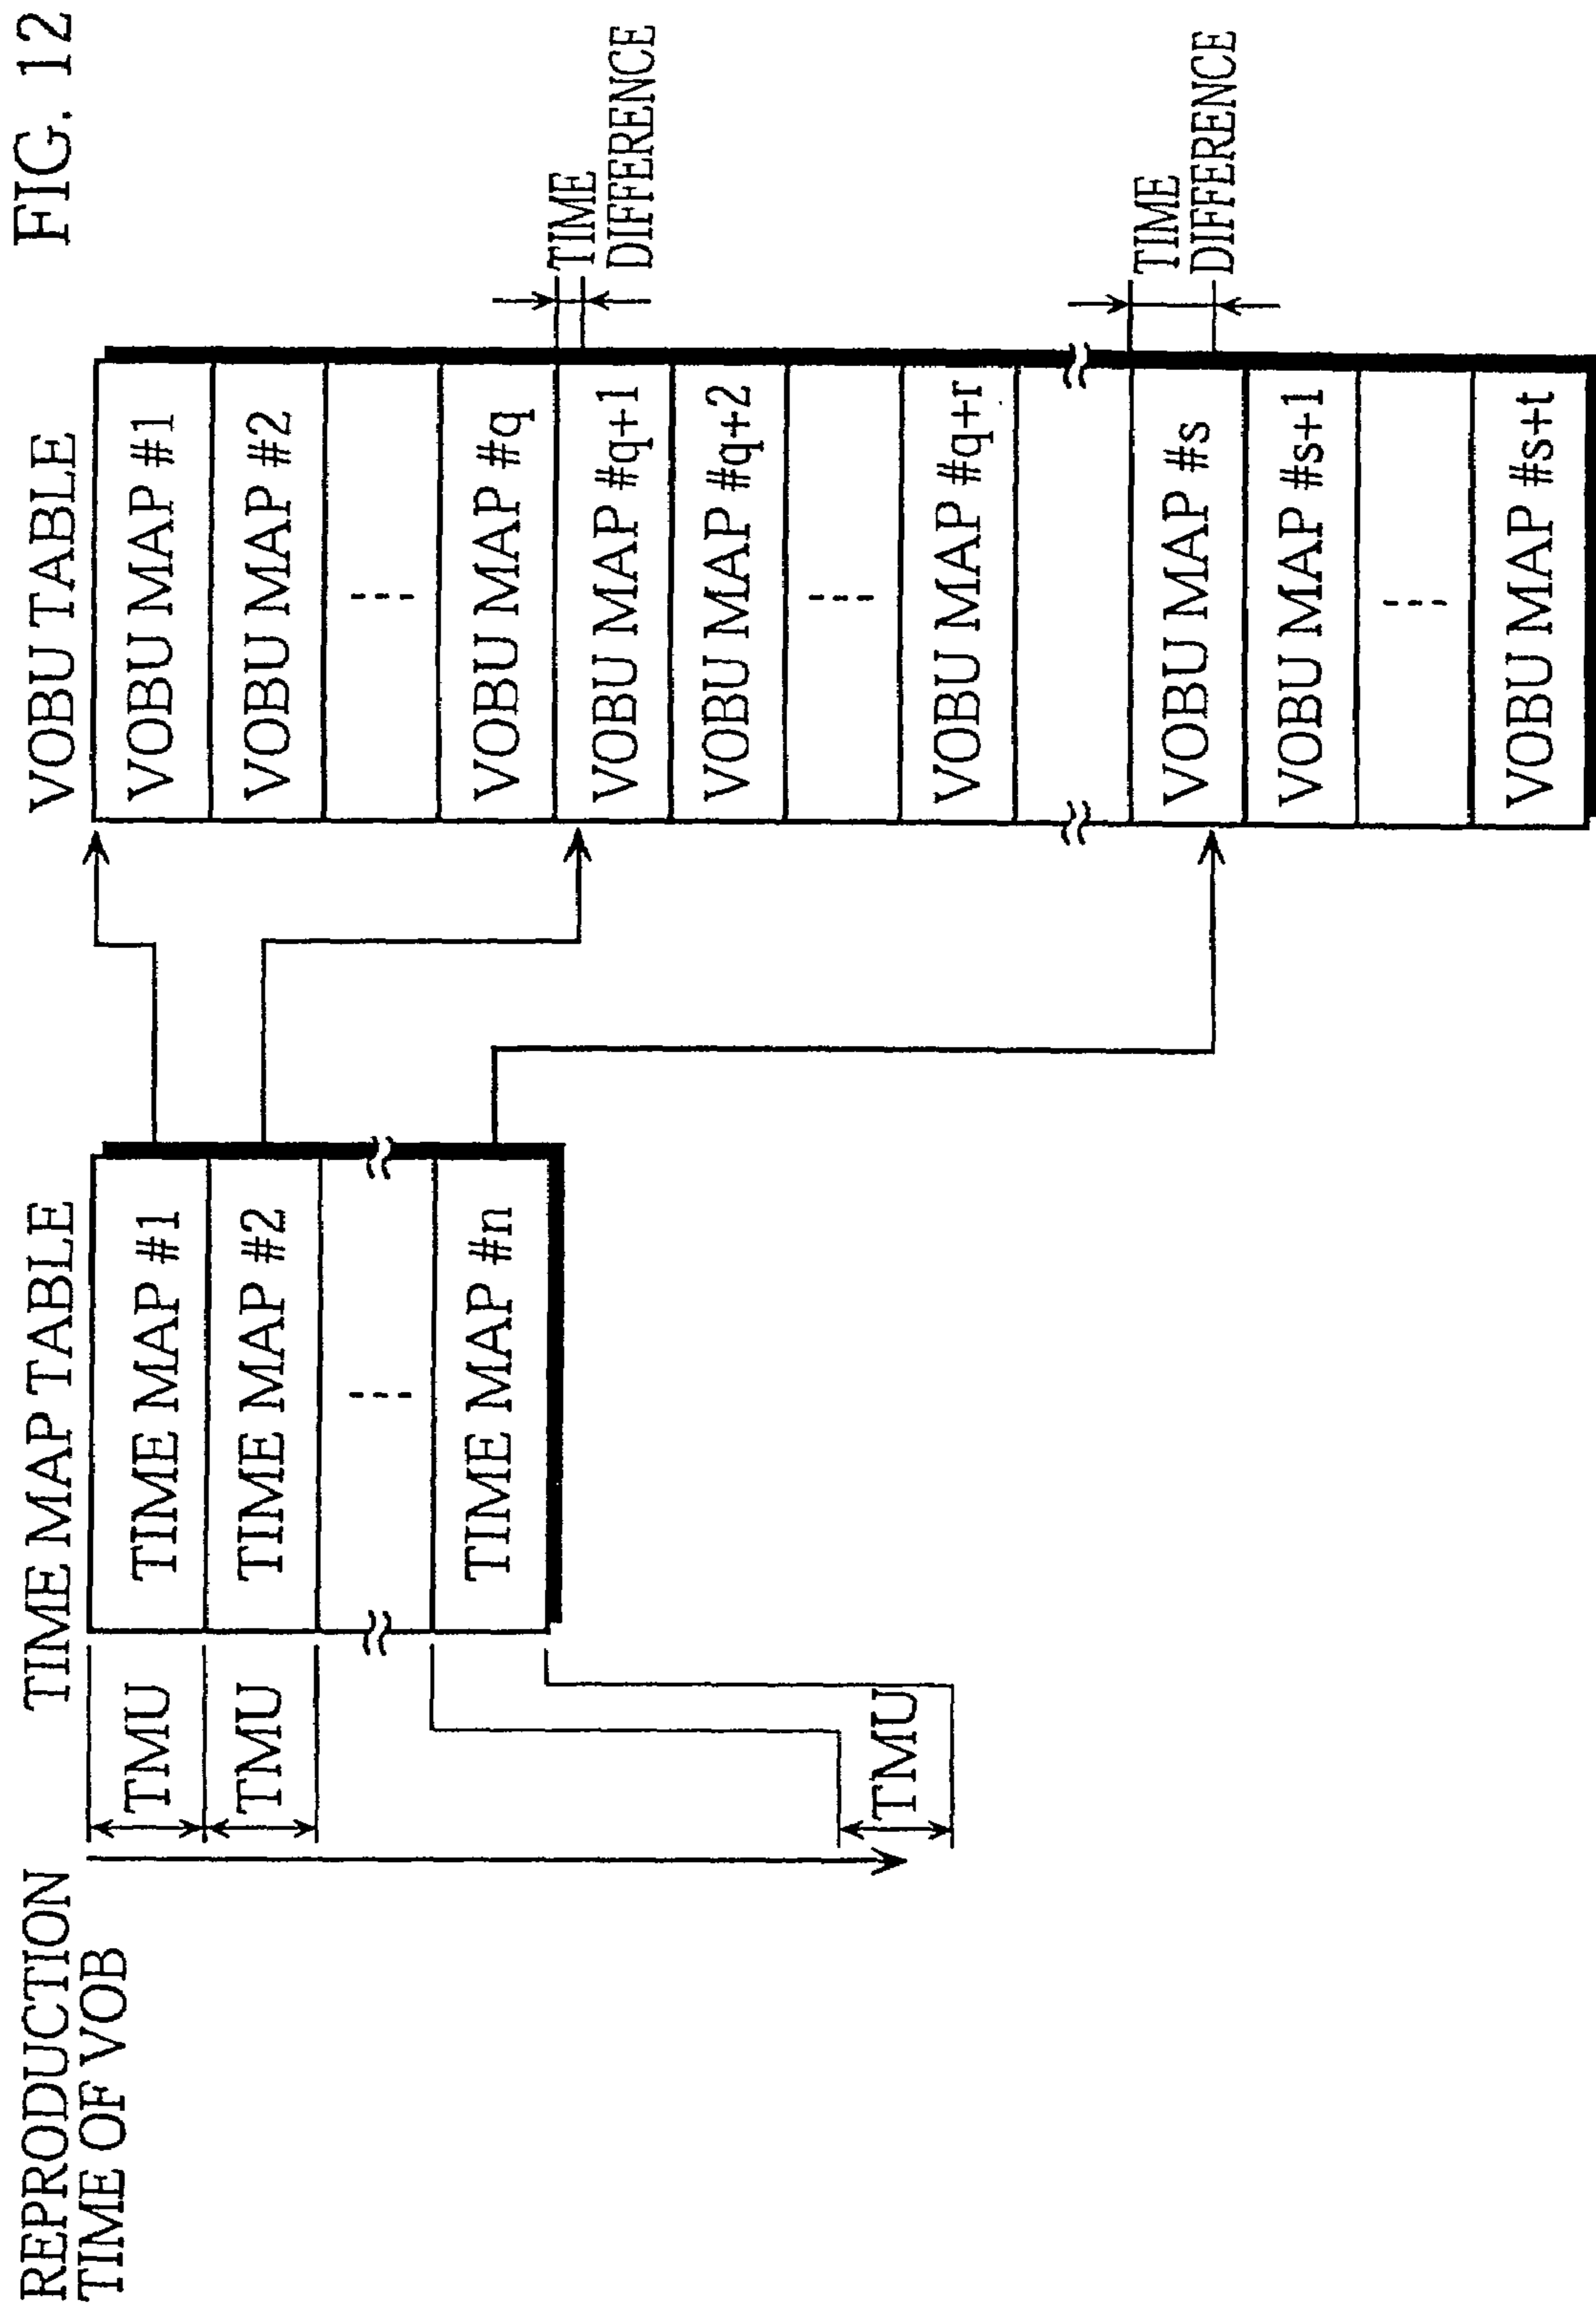 FIG. 12
REPRODUCTION
TIME OF VOB
TMU
TMU
TMU
TIME MAP TABLE
TIME MAP #1
TIME MAP #2
TIME MAP #n
VOBU TABLE
VOBU MAP #1
VOBU MAP #2
VOBU MAP #q
VOBU MAP #q+1
VOBU MAP #q+2
VOBU MAP #q+r
VOBU MAP #s
VOBU MAP #s+1
VOBU MAP #s+t
TIME
DIFFERENCE
TIME
DIFFERENCE